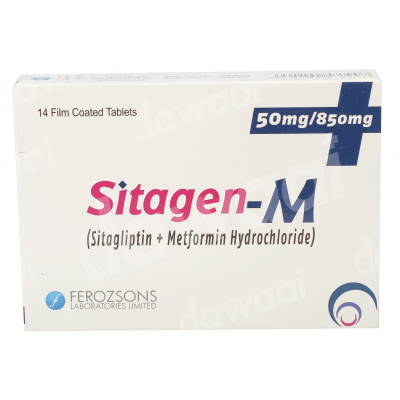 14 Film Coated Tablets
50mg/850mg
Sitagen-M
(Sitagliptin + Metformin Hydrochloride)
FEROZSONS
LABORATORIES LIMITED
dawaai